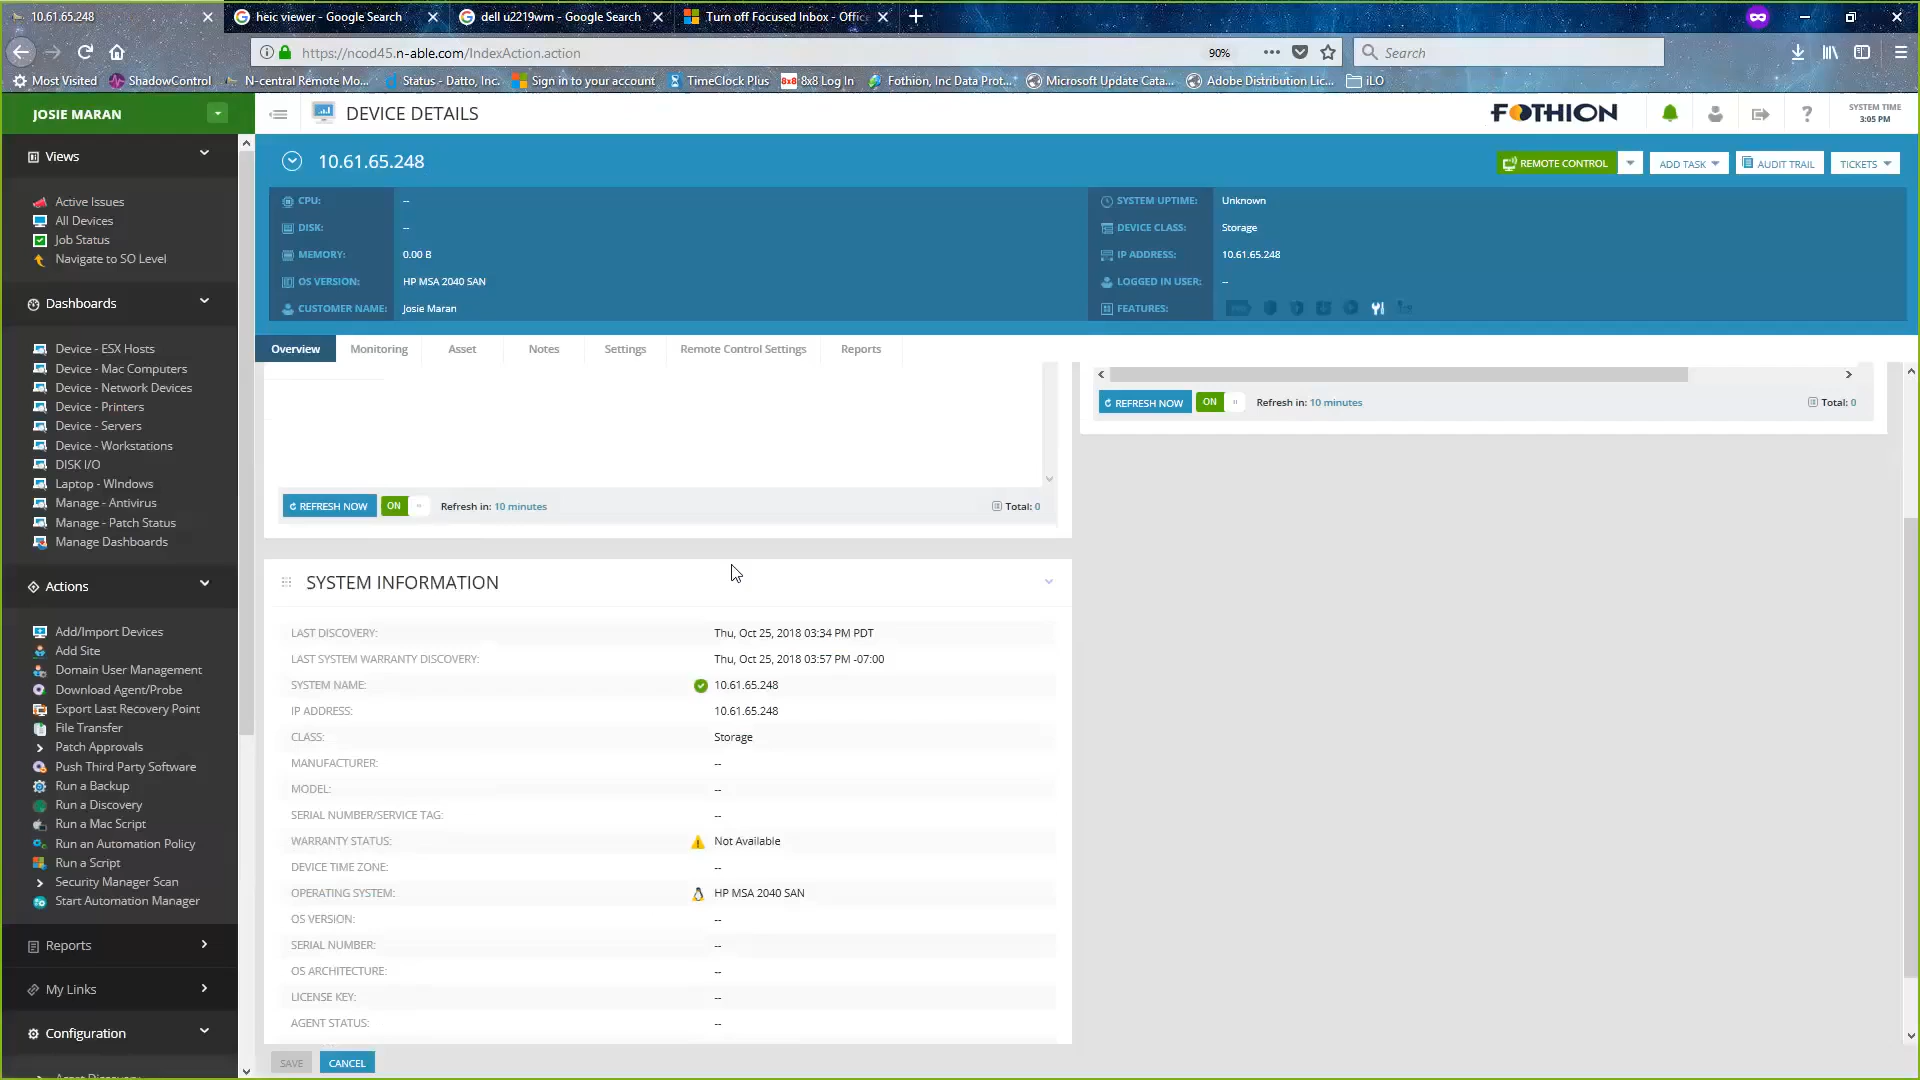 10.61.65.248
heic viewer - Google Search
dell u2219wm - Google Search
Turn off Focused Inbox - Offic
https://ncod45.n-able.com/IndexAction.action
90%
Search
Most Visited
ShadowControl
N-central Remote Mo...
Status - Datto, Inc.
Sign in to your account
TimeClock Plus
8x8 Log In
Fothion, Inc Data Prot...
Microsoft Update Cata...
Adobe Distribution Lic...
iLO
JOSIE MARAN
DEVICE DETAILS
FOTHION
SYSTEM TIME
3:05 PM
Views
Active Issues
All Devices
Job Status
Navigate to SO Level
Dashboards
Device - ESX Hosts
Device - Mac Computers
Device - Network Devices
Device - Printers
Device - Servers
Device - Workstations
DISK I/O
Laptop - WIndows
Manage - Antivirus
Manage - Patch Status
Manage Dashboards
Actions
Add/Import Devices
Add Site
Domain User Management
Download Agent/Probe
Export Last Recovery Point
File Transfer
Patch Approvals
Push Third Party Software
Run a Backup
Run a Discovery
Run a Mac Script
Run an Automation Policy
Run a Script
Security Manager Scan
Start Automation Manager
Reports
My Links
Configuration
10.61.65.248
REMOTE CONTROL
ADD TASK
AUDIT TRAIL
TICKETS
CPU: --
DISK: --
MEMORY: 0.00 B
OS VERSION: HP MSA 2040 SAN
CUSTOMER NAME: Josie Maran
SYSTEM UPTIME: Unknown
DEVICE CLASS: Storage
IP ADDRESS: 10.61.65.248
LOGGED IN USER: --
FEATURES:
Overview
Monitoring
Asset
Notes
Settings
Remote Control Settings
Reports
REFRESH NOW ON Refresh in: 10 minutes Total: 0
REFRESH NOW ON Refresh in: 10 minutes Total: 0
SYSTEM INFORMATION
LAST DISCOVERY: Thu, Oct 25, 2018 03:34 PM PDT
LAST SYSTEM WARRANTY DISCOVERY: Thu, Oct 25, 2018 03:57 PM -07:00
SYSTEM NAME: 10.61.65.248
IP ADDRESS: 10.61.65.248
CLASS: Storage
MANUFACTURER: --
MODEL: --
SERIAL NUMBER/SERVICE TAG: --
WARRANTY STATUS: Not Available
DEVICE TIME ZONE: --
OPERATING SYSTEM: HP MSA 2040 SAN
OS VERSION: --
SERIAL NUMBER: --
OS ARCHITECTURE: --
LICENSE KEY: --
AGENT STATUS: --
SAVE
CANCEL